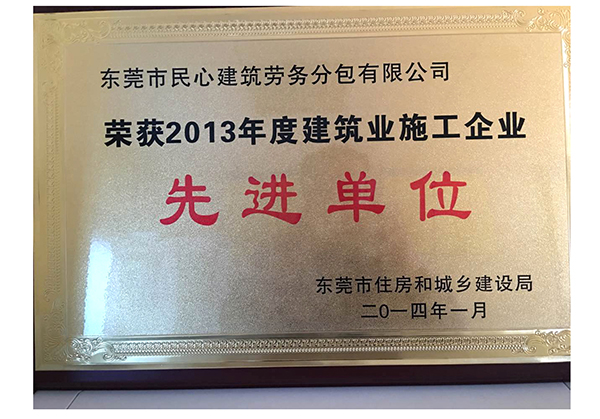 东莞市民心建筑劳务分包有限公司
荣获2013年度建筑业施工企业
先进单位
东莞市住房和城乡建设局
二〇一四年一月